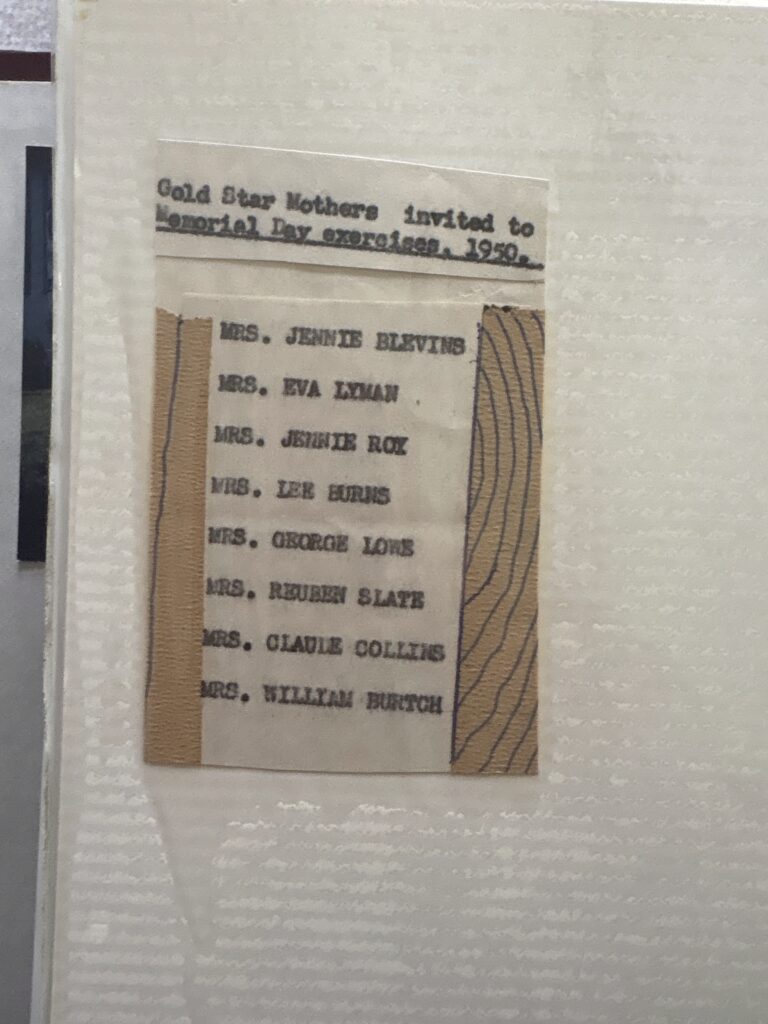 Gold Star Mothers invited to
Memorial Day exercises, 1950.
MRS. JENNIE BLEVINS
MRS. EVA LYMAN
MRS. JENNIE ROY
MRS. LEE BURNS
MRS. GEORGE LOWE
MRS. REUBEN SLATE
MRS. CLAUDE COLLINS
MRS. WILLIAM BURTCH